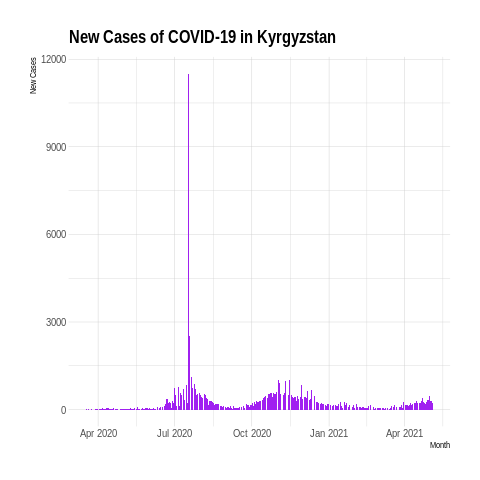 New Cases of COVID-19 in Kyrgyzstan
New Cases
12000
9000
6000
3000
0
Apr 2020 Jul 2020 Oct 2020 Jan 2021 Apr 2021
Month